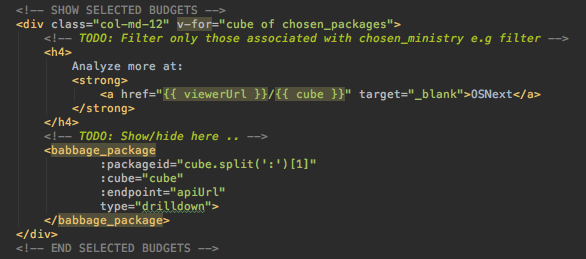 <!-- SHOW SELECTED BUDGETS -->
<div class="col-md-12" v-for="cube of chosen_packages">
<!-- TODO: Filter only those associated with chosen_ministry e.g filter -->
<h4>
Analyze more at:
<strong>
<a href="{{ viewerUrl }}/{{ cube }}" target="_blank">OSNext</a>
</strong>
</h4>
<!-- TODO: Show/hide here .. -->
<babbage_package
:packageid="cube.split(':')[1]"
:cube="cube"
:endpoint="apiUrl"
type="drilldown">
</babbage_package>
</div>
<!-- END SELECTED BUDGETS -->